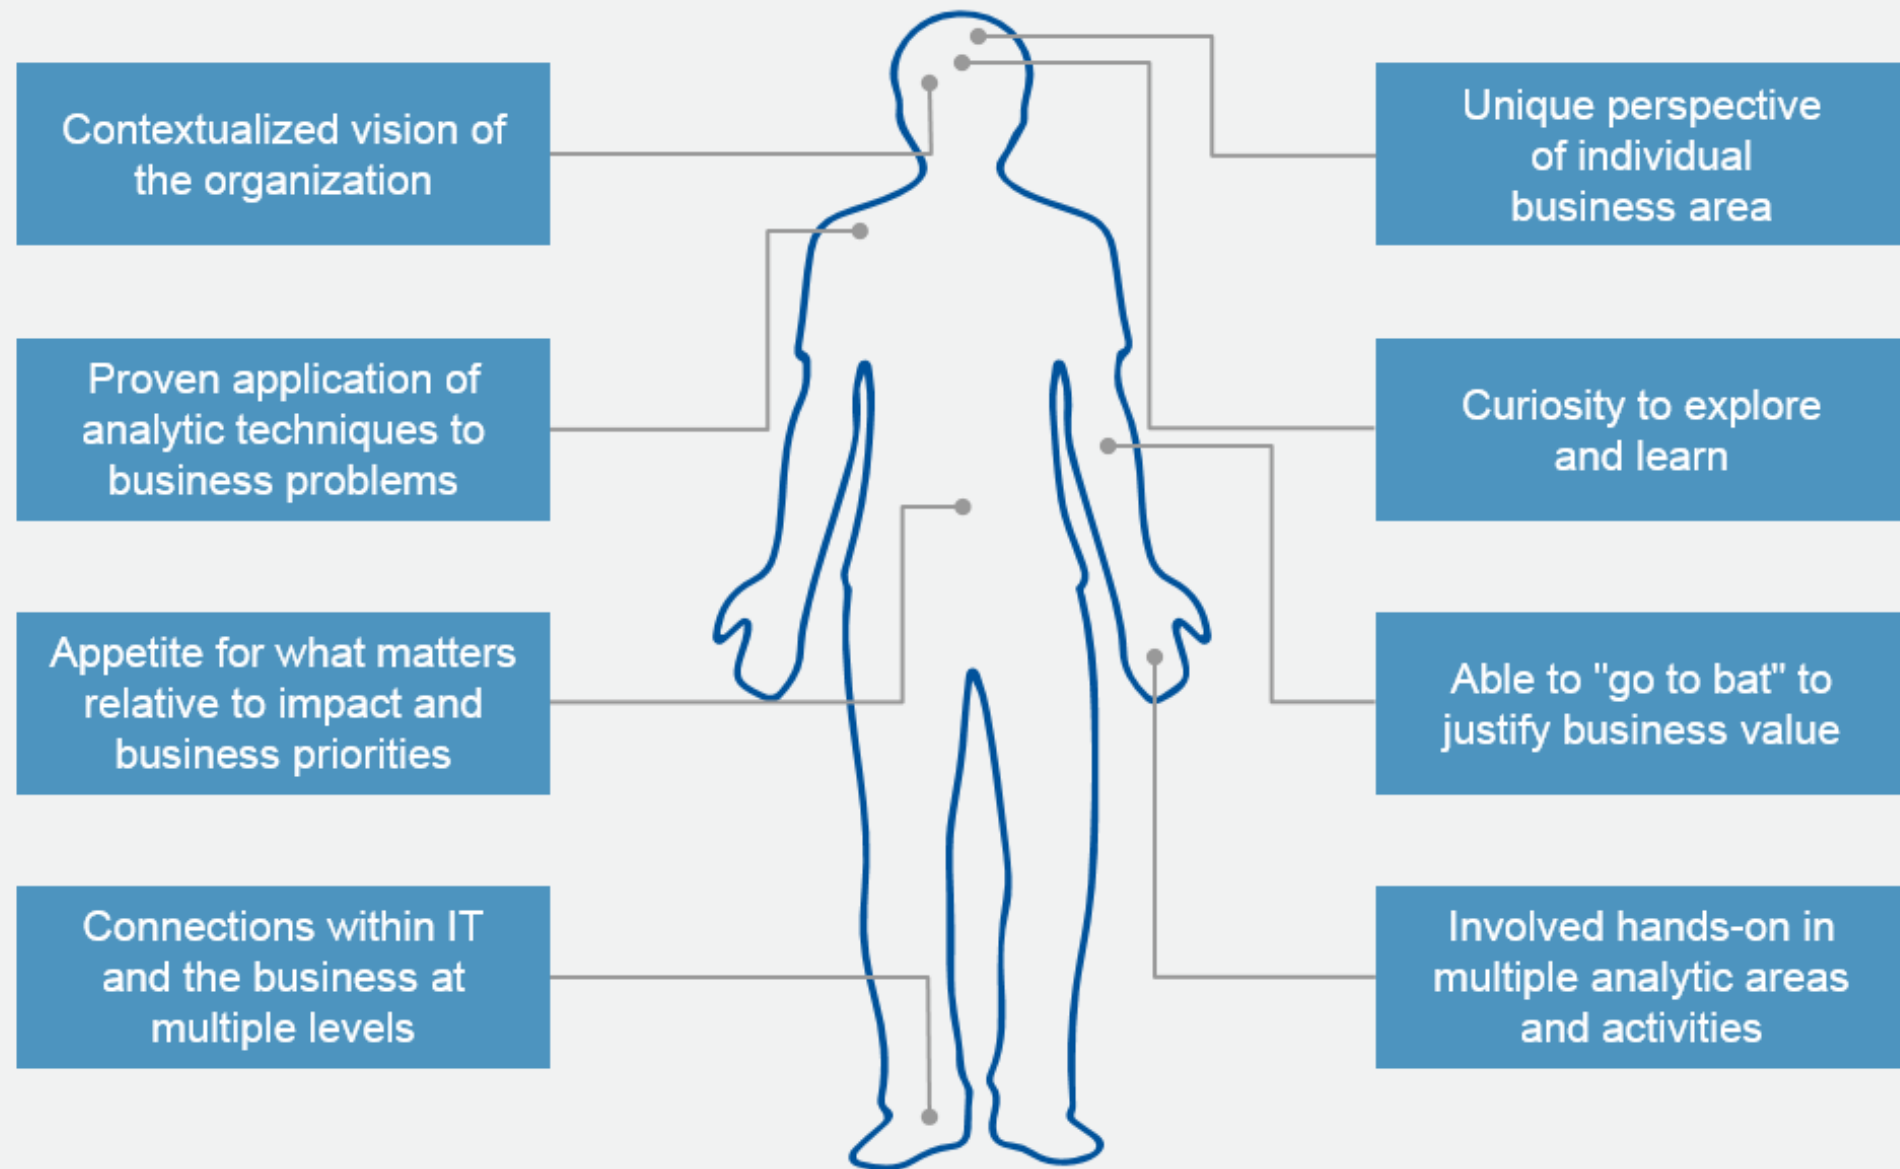 Contextualized vision of
the organization
Proven application of
analytic techniques to
business problems
Appetite for what matters
relative to impact and
business priorities
Connections within IT
and the business at
multiple levels
Unique perspective
of individual
business area
Curiosity to explore
and learn
Able to "go to bat" to
justify business value
Involved hands-on in
multiple analytic areas
and activities